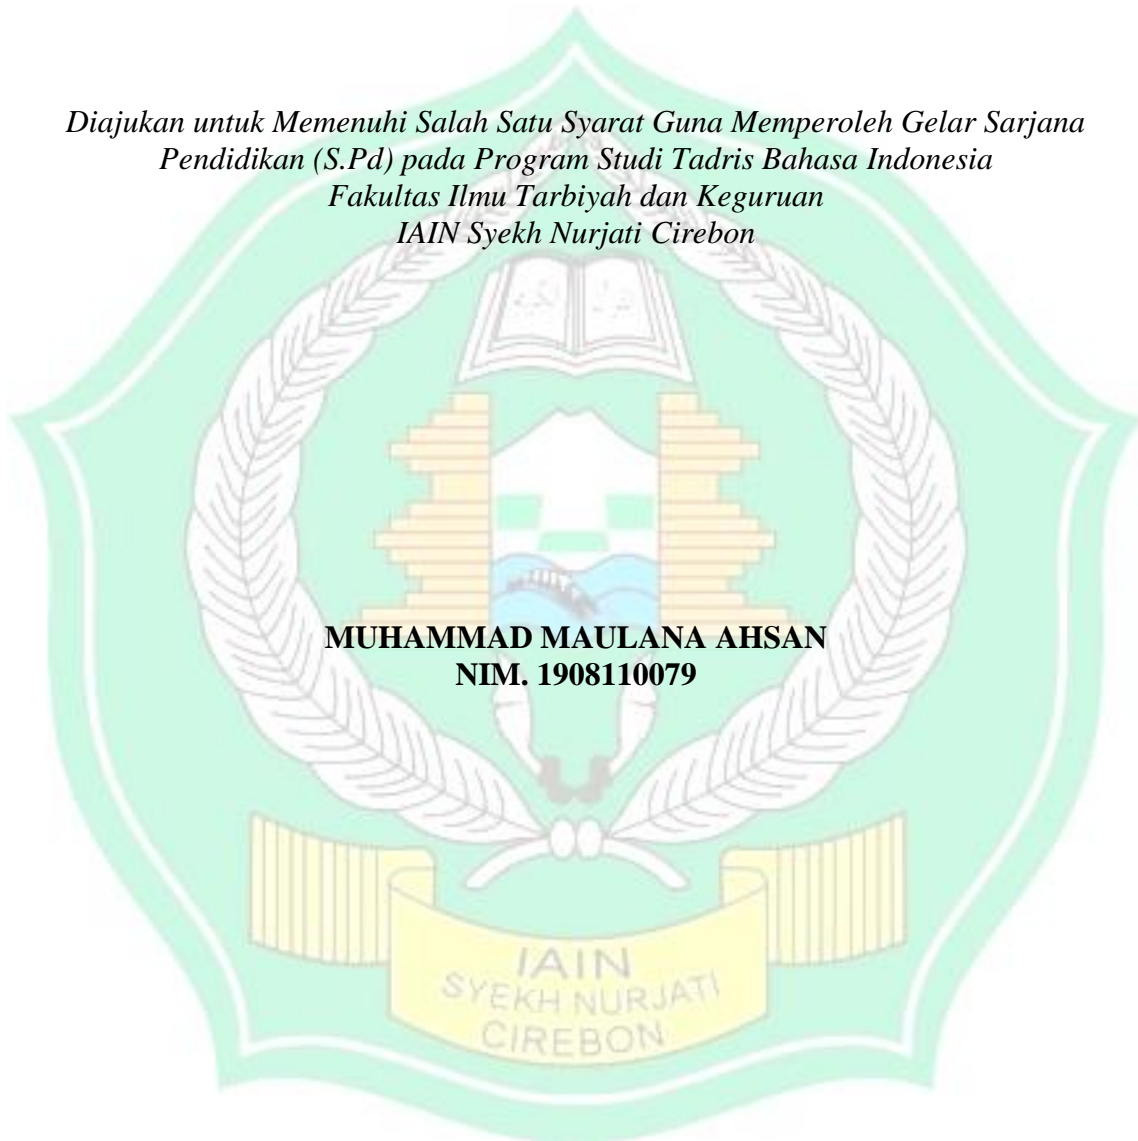 Diajukan untuk Memenuhi Salah Satu Syarat Guna Memperoleh Gelar Sarjana
Pendidikan (S.Pd) pada Program Studi Tadris Bahasa Indonesia
Fakultas Ilmu Tarbiyah dan Keguruan
IAIN Syekh Nurjati Cirebon
MUHAMMAD MAULANA AHSAN
NIM. 1908110079
IAIN
SYEKH NURJATI
CIREBON